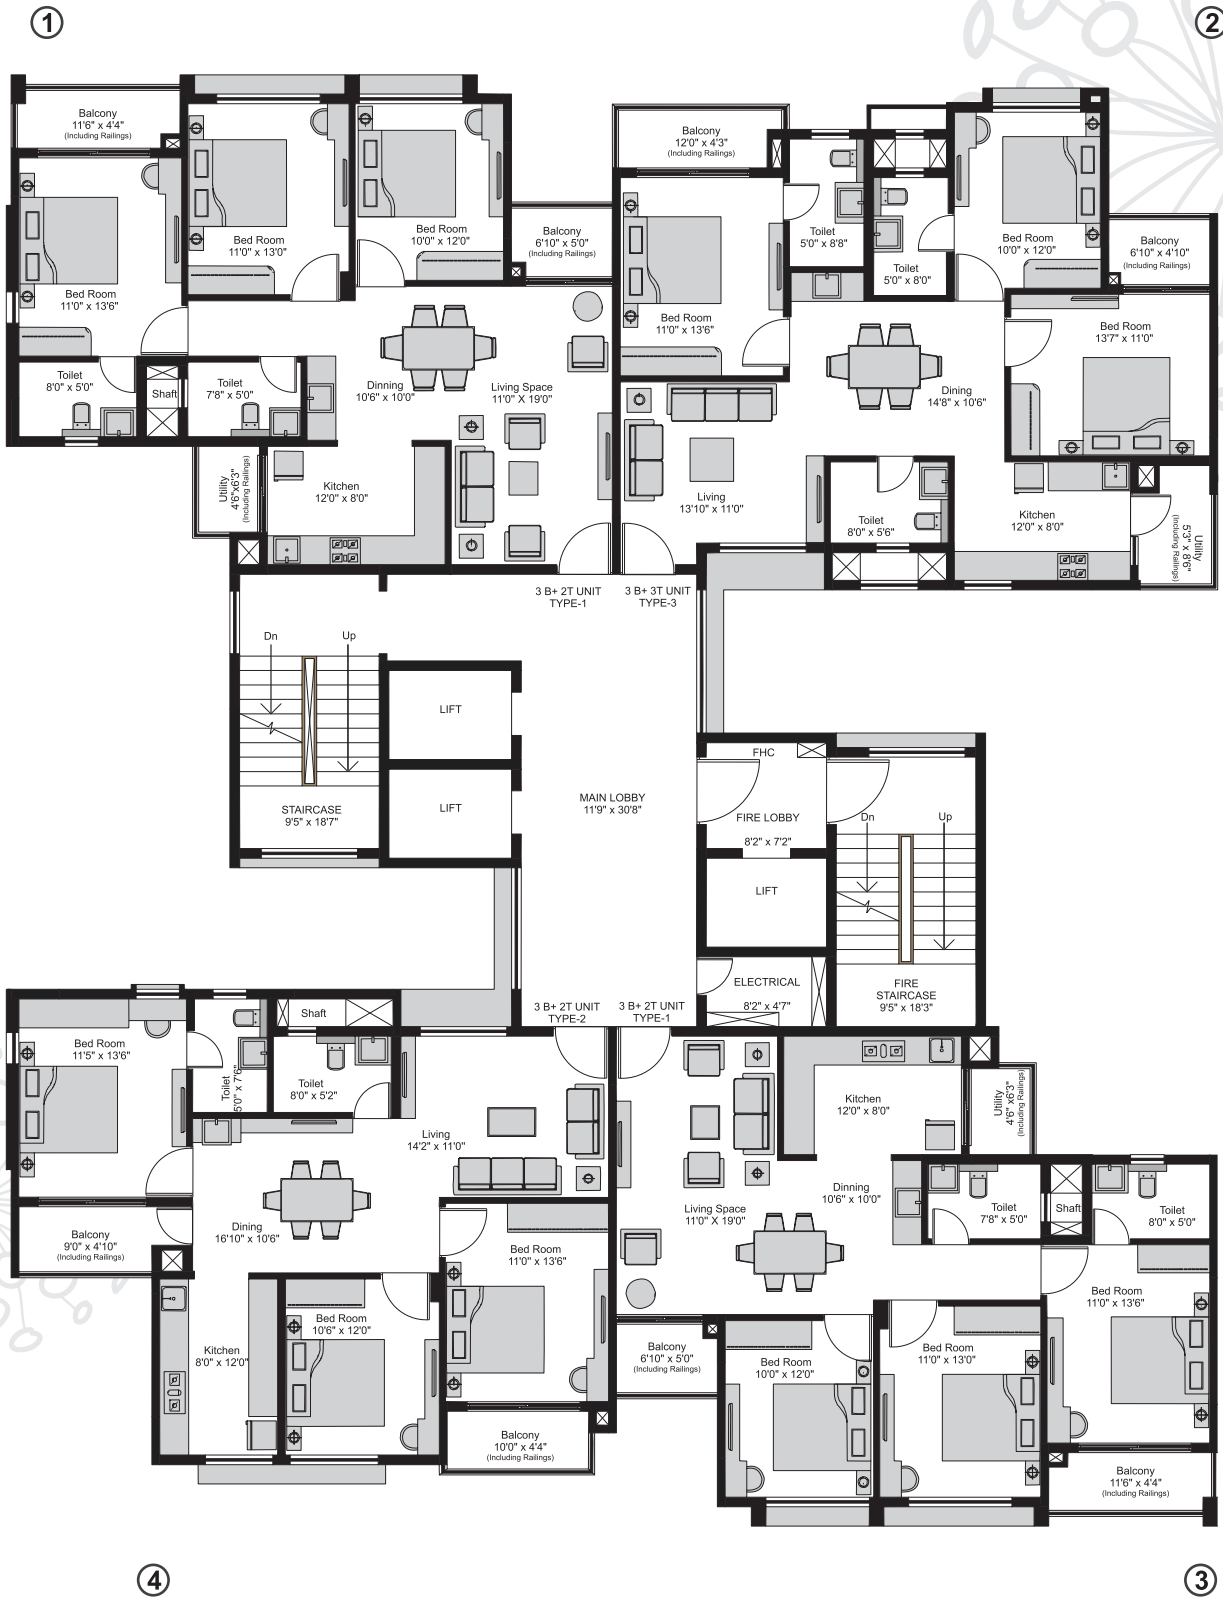 1
2
Balcony
11'6" x 4'4"
(Including Railings)
Bed Room
11'0" x 13'0"
Bed Room
10'0" x 12'0"
Balcony
6'10" x 5'0"
(Including Railings)
Bed Room
11'0" x 13'6"
Toilet
8'0" x 5'0"
Shaft
Toilet
7'8" x 5'0"
Dinning
10'6" x 10'0"
Living Space
11'0" X 19'0"
Utility
4'6"x6'3"
(Including Railings)
Kitchen
12'0" x 8'0"
3 B+ 2T UNIT
TYPE-1
Balcony
12'0" x 4'3"
(Including Railings)
Toilet
5'0" x 8'8"
Toilet
5'0" x 8'0"
Bed Room
10'0" x 12'0"
Balcony
6'10" x 4'10"
(Including Railings)
Bed Room
11'0" x 13'6"
Bed Room
13'7" x 11'0"
Dining
14'8" x 10'6"
Living
13'10" x 11'0"
Toilet
8'0" x 5'6"
Kitchen
12'0" x 8'0"
Utility
5'3" x 8'6"
(Including Railings)
3 B+ 3T UNIT
TYPE-3
Dn
Up
LIFT
LIFT
STAIRCASE
9'5" x 18'7"
MAIN LOBBY
11'9" x 30'8"
FHC
FIRE LOBBY
8'2" x 7'2"
LIFT
Dn
Up
ELECTRICAL
8'2" x 4'7"
FIRE
STAIRCASE
9'5" x 18'3"
3 B+ 2T UNIT
TYPE-2
3 B+ 2T UNIT
TYPE-1
Shaft
Bed Room
11'5" x 13'6"
Toilet
5'0" x 7'6"
Toilet
8'0" x 5'2"
Living
14'2" x 11'0"
Balcony
9'0" x 4'10"
(Including Railings)
Dining
16'10" x 10'6"
Bed Room
11'0" x 13'6"
Kitchen
8'0" x 12'0"
Bed Room
10'6" x 12'0"
Balcony
10'0" x 4'4"
(Including Railings)
Kitchen
12'0" x 8'0"
Utility
4'6" x6'3"
(Including Railings)
Dinning
10'6" x 10'0"
Living Space
11'0" X 19'0"
Toilet
7'8" x 5'0"
Shaft
Toilet
8'0" x 5'0"
Bed Room
11'0" x 13'6"
Balcony
6'10" x 5'0"
(Including Railings)
Bed Room
10'0" x 12'0"
Bed Room
11'0" x 13'0"
Balcony
11'6" x 4'4"
(Including Railings)
4
3